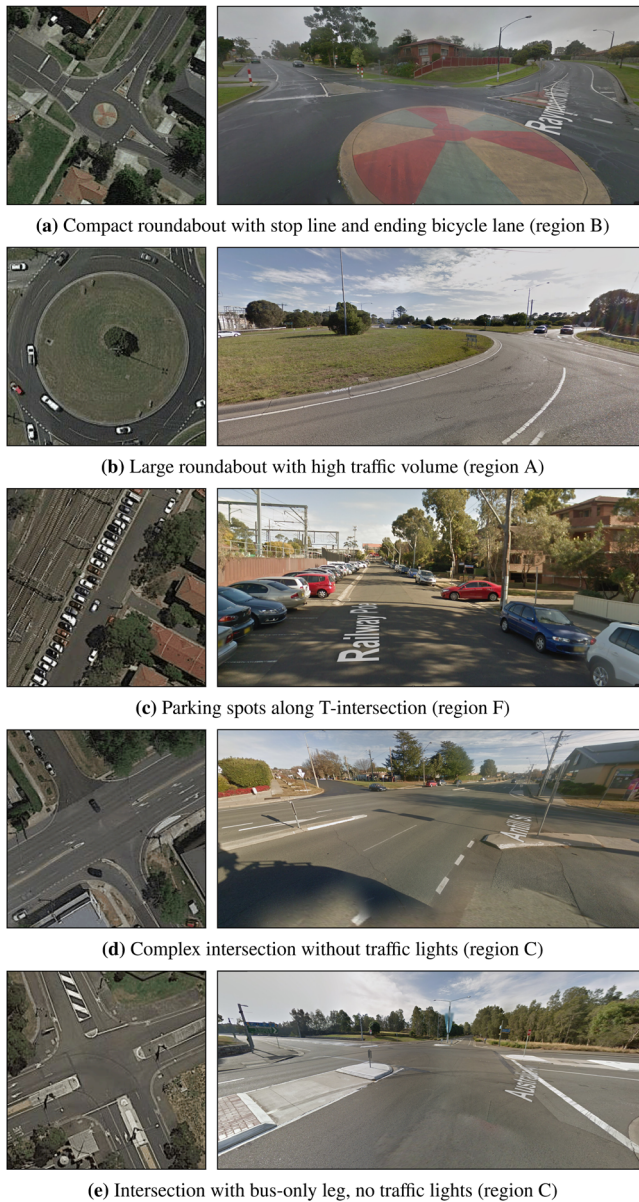 (a) Compact roundabout with stop line and ending bicycle lane (region B)
(b) Large roundabout with high traffic volume (region A)
Railway
(c) Parking spots along T-intersection (region F)
Antill St
(d) Complex intersection without traffic lights (region C)
(e) Intersection with bus-only leg, no traffic lights (region C)